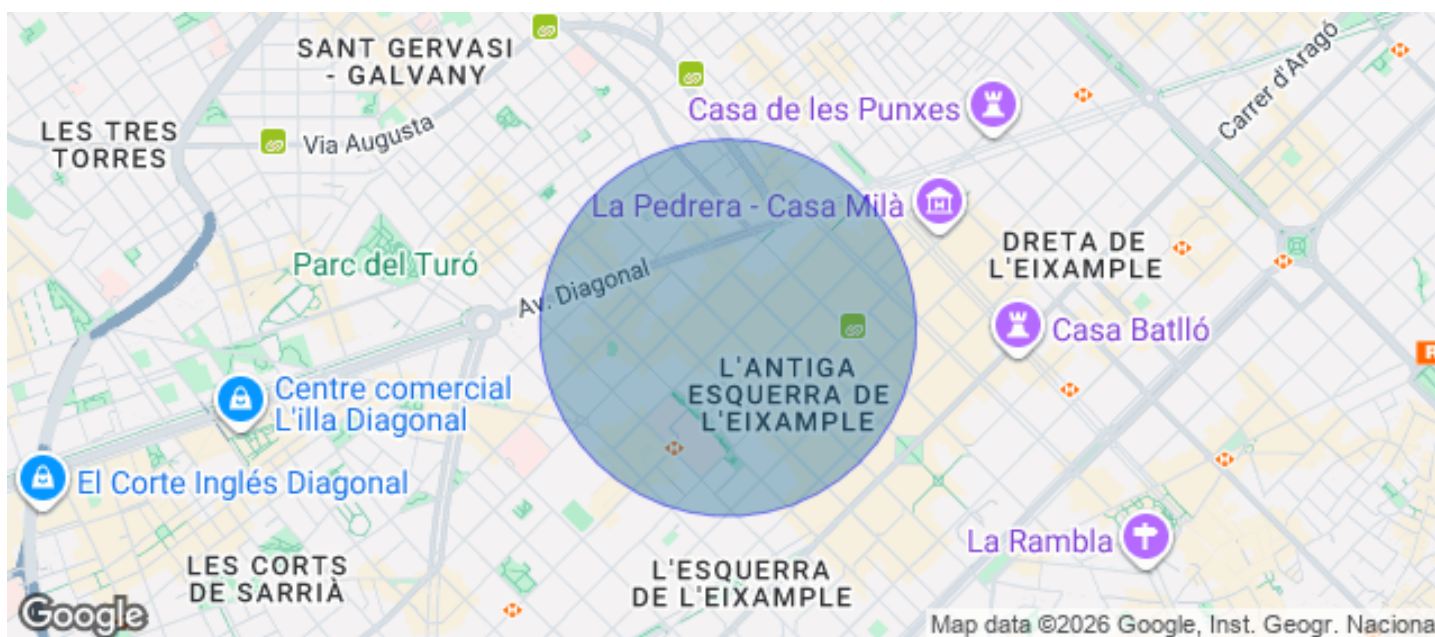 SANT GERVASI
- GALVANY
LES TRES
TORRES
Via Augusta
Casa de les Punxes
Carrer d'Aragó
La Pedrera - Casa Milà
DRETA DE
L'EIXAMPLE
Parc del Turó
Av. Diagonal
Casa Batlló
L'ANTIGA
ESQUERRA DE
L'EIXAMPLE
Centre comercial
L'illa Diagonal
El Corte Inglés Diagonal
La Rambla
LES CORTS
DE SARRIÀ
L'ESQUERRA
DE L'EIXAMPLE
Google
Map data ©2026 Google, Inst. Geogr. Naciona